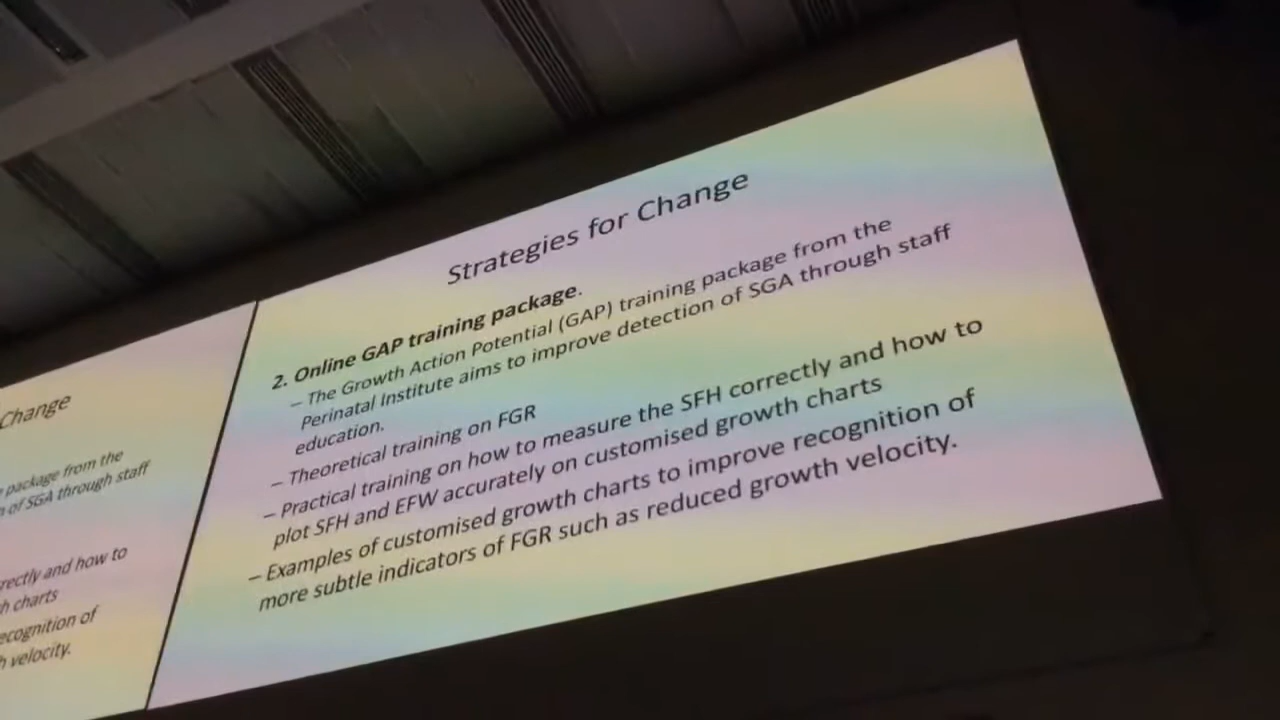 Strategies for Change
2. Online GAP training package.
– The Growth Action Potential (GAP) training package from the
Perinatal Institute aims to improve detection of SGA through staff
education.
– Theoretical training on FGR
– Practical training on how to measure the SFH correctly and how to
plot SFH and EFW accurately on customised growth charts
– Examples of customised growth charts to improve recognition of
more subtle indicators of FGR such as reduced growth velocity.
Change
package from the
of SGA through staff
rectly and how to
h charts
ecognition of
h velocity.